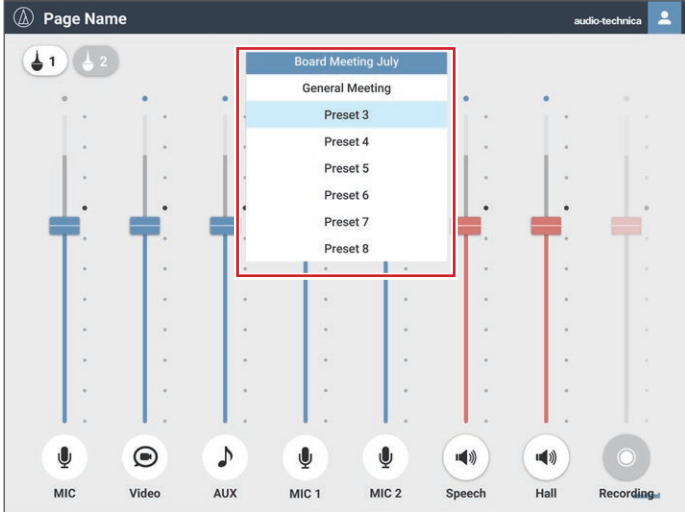 Page Name
audio-technica
1
2
Board Meeting July
General Meeting
Preset 3
Preset 4
Preset 5
Preset 6
Preset 7
Preset 8
MIC
Video
AUX
MIC 1
MIC 2
Speech
Hall
Recording